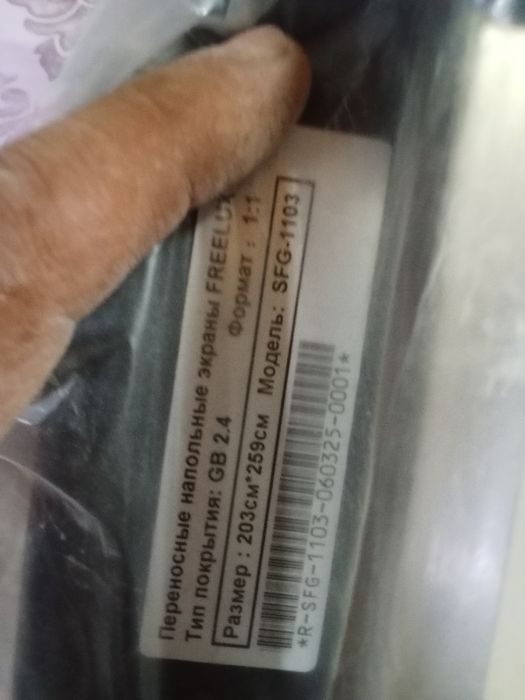 Переносные напольные экраны FREELUX
Тип покрытия: GB 2.4 Формат : 1:1
Размер : 203см*259см Модель: SFG-1103
*R-SFG-1103-060325-0001*